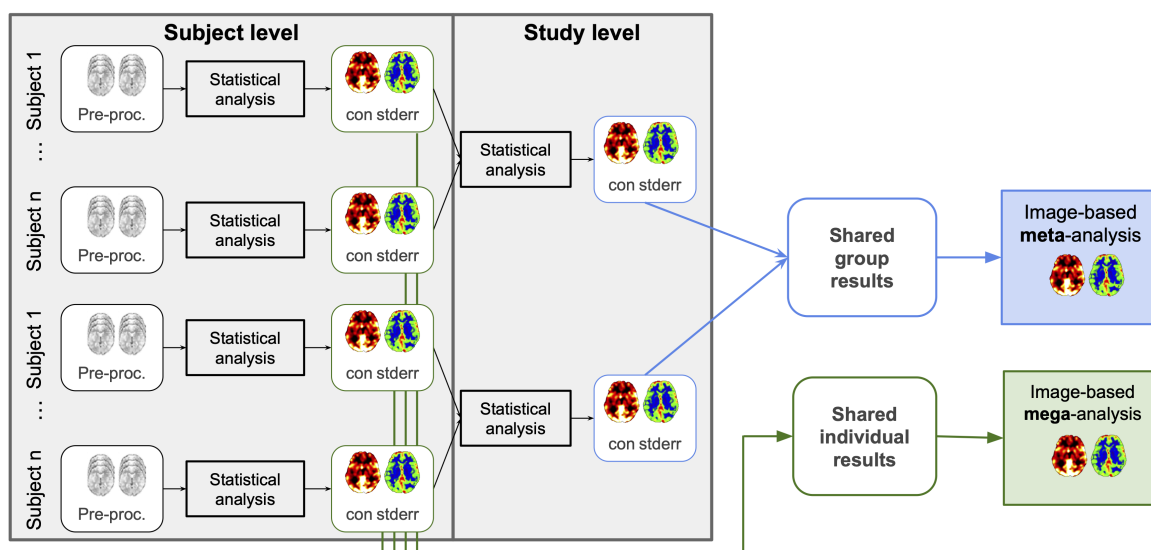 Subject level
Study level
Subject 1
Pre-proc.
Statistical
analysis
con stderr
...
Subject n
Pre-proc.
Statistical
analysis
con stderr
Statistical
analysis
con stderr
Subject 1
Pre-proc.
Statistical
analysis
con stderr
...
Subject n
Pre-proc.
Statistical
analysis
con stderr
Statistical
analysis
con stderr
Shared
group
results
Image-based
meta-analysis
Shared
individual
results
Image-based
mega-analysis